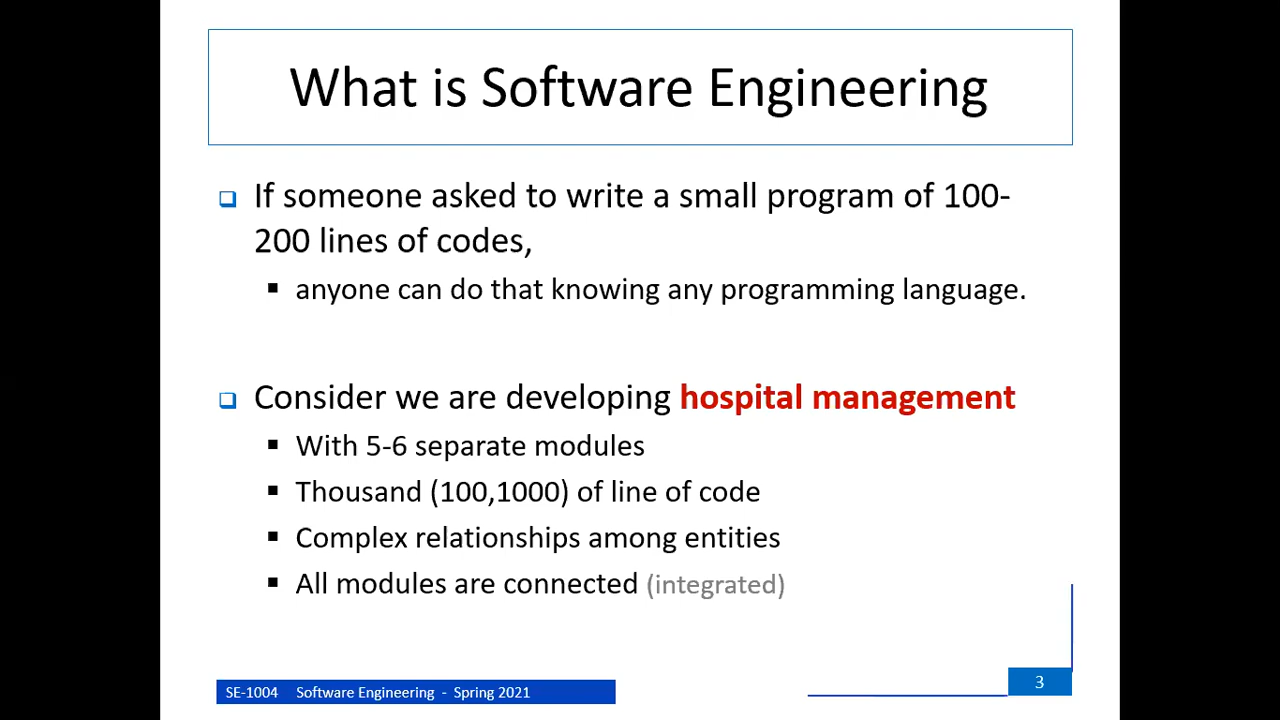 What is Software Engineering
If someone asked to write a small program of 100-
200 lines of codes,
anyone can do that knowing any programming language.
Consider we are developing hospital management
With 5-6 separate modules
Thousand (100,1000) of line of code
Complex relationships among entities
All modules are connected (integrated)
SE-1004 Software Engineering - Spring 2021
3